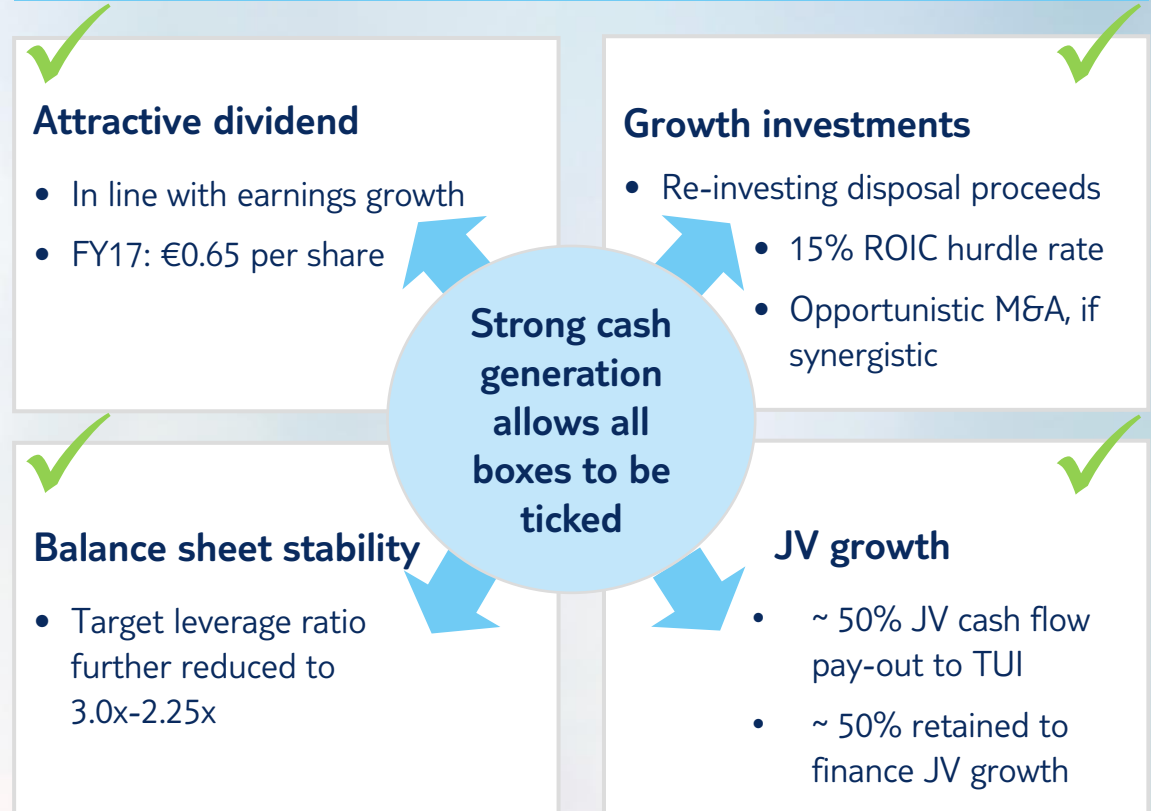 Attractive dividend
• In line with earnings growth
• FY17: €0.65 per share
Growth investments
• Re-investing disposal proceeds
• 15% ROIC hurdle rate
• Opportunistic M&A, if
synergistic
Strong cash
generation
allows all
boxes to be
ticked
Balance sheet stability
• Target leverage ratio
further reduced to
3.0x-2.25x
JV growth
• ~ 50% JV cash flow
pay-out to TUI
• ~ 50% retained to
finance JV growth